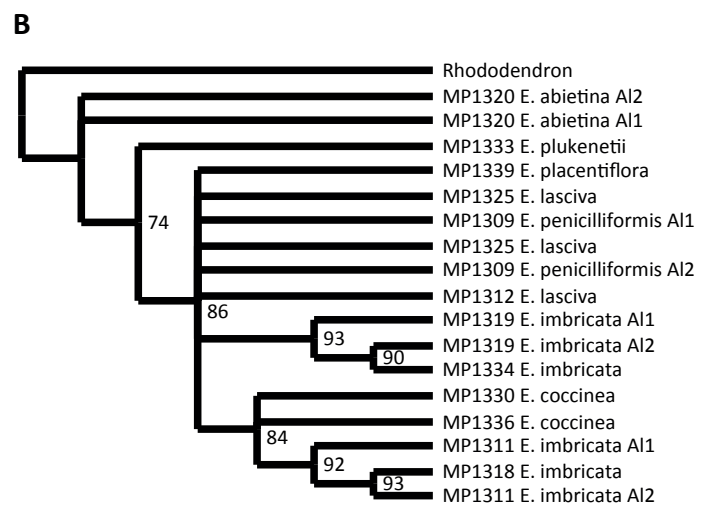 B
Rhododendron
MP1320 E. abietina Al2
MP1320 E. abietina Al1
MP1333 E. plukenetii
MP1339 E. placentiflora
MP1325 E. lasciva
74
MP1309 E. penicilliformis Al1
MP1325 E. lasciva
MP1309 E. penicilliformis Al2
MP1312 E. lasciva
86
MP1319 E. imbricata Al1
93
MP1319 E. imbricata Al2
90
MP1334 E. imbricata
MP1330 E. coccinea
MP1336 E. coccinea
84
MP1311 E. imbricata Al1
92
MP1318 E. imbricata
93
MP1311 E. imbricata Al2